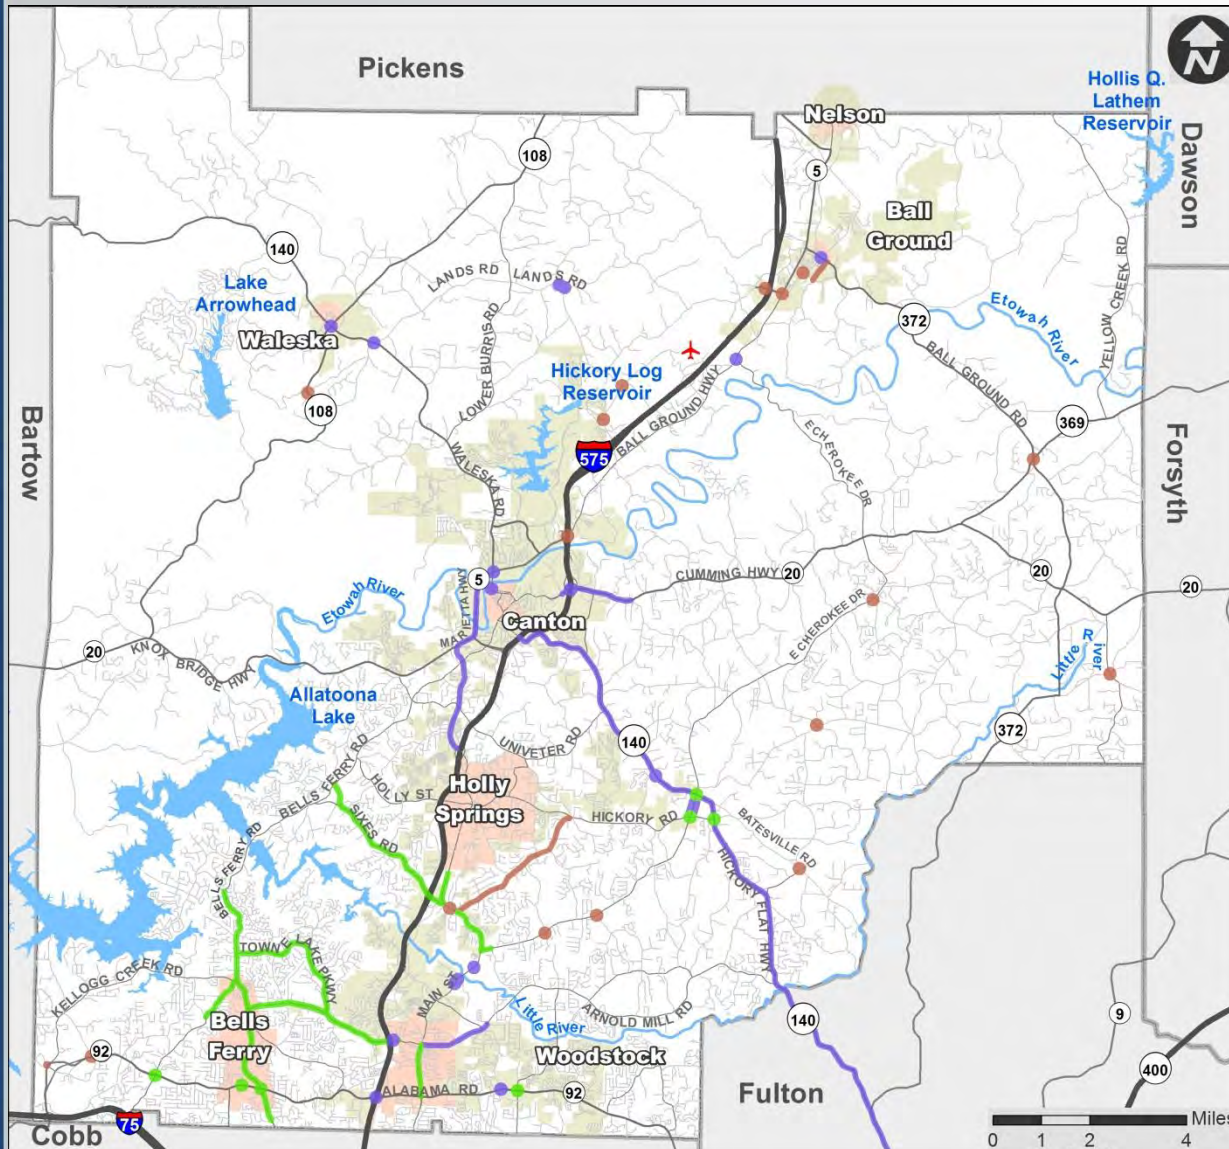 Pickens
Hollis Q.
Lathem
Reservoir
N
Dawson
Nelson
5
108
Ball
Ground
140
LANDS RD
LANDS RD
Lake
Arrowhead
Waleska
108
LOWER BURRIS RD
Hickory Log
Reservoir
372
Etowah River
YELLOW CREEK RD
BALL GROUND RD
BALL GROUND HWY
369
Bartow
Forsyth
WALESKA RD
575
E CHEROKEE DR
5
MARIETTA HWY
Etowah River
Canton
CUMMING HWY
20
20
20
E CHEROKEE DR
20
KNOX BRIDGE HWY
Little River
Allatoona
Lake
372
140
UNIVETER RD
BELLS FERRY RD
HOLLY ST
Holly
Springs
SIXES RD
HICKORY RD
BATESVILLE RD
BELLS FERRY RD
HICKORY FLAT HWY
TOWNE LAKE PKWY
KELLOGG CREEK RD
MAIN ST
Little River
ARNOLD MILL RD
Bells
Ferry
Woodstock
140
9
92
ALABAMA RD
92
400
Fulton
75
Cobb
Miles
0 1 2 4